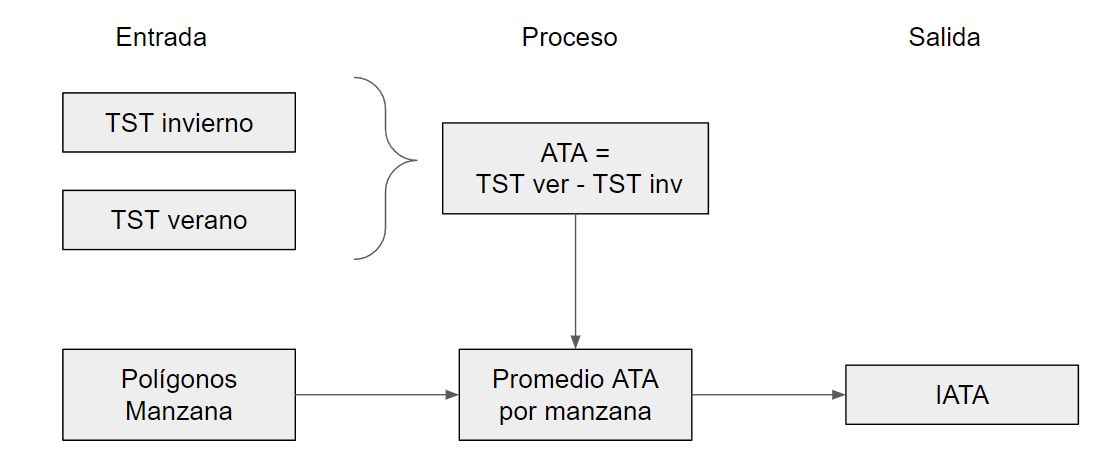 Entrada
Proceso
Salida
TST invierno
TST verano
ATA =
TST ver - TST inv
Polígonos
Manzana
Promedio ATA
por manzana
IATA